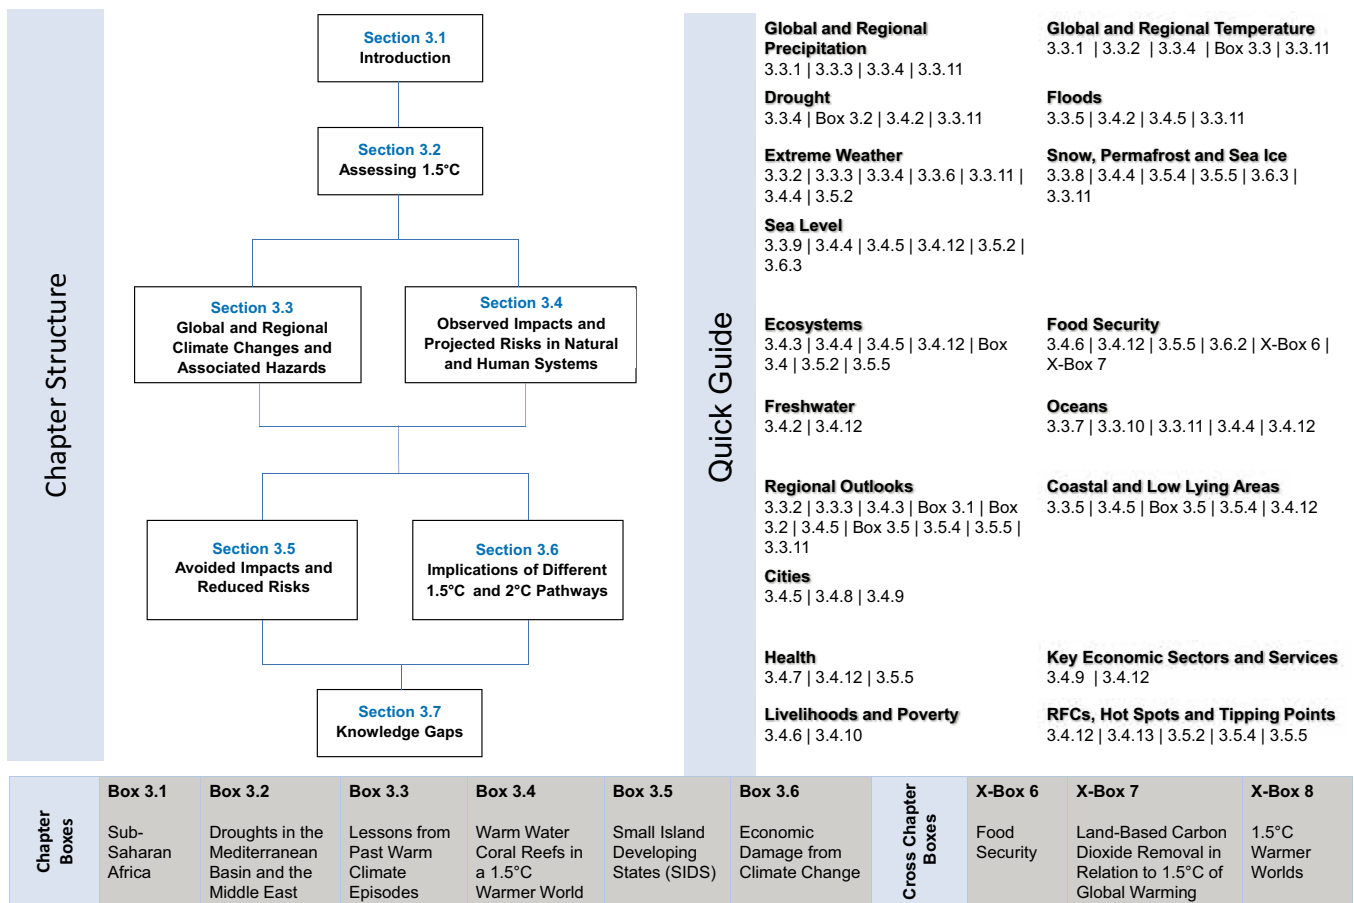 Chapter Structure
Section 3.1
Introduction
Section 3.2
Assessing 1.5°C
Section 3.3
Global and Regional
Climate Changes and
Associated Hazards
Section 3.4
Observed Impacts and
Projected Risks in Natural
and Human Systems
Section 3.5
Avoided Impacts and
Reduced Risks
Section 3.6
Implications of Different
1.5°C and 2°C Pathways
Section 3.7
Knowledge Gaps
Quick Guide
Global and Regional
Precipitation
3.3.1 | 3.3.3 | 3.3.4 | 3.3.11
Global and Regional Temperature
3.3.1 | 3.3.2 | 3.3.4 | Box 3.3 | 3.3.11
Drought
3.3.4 | Box 3.2 | 3.4.2 | 3.3.11
Floods
3.3.5 | 3.4.2 | 3.4.5 | 3.3.11
Extreme Weather
3.3.2 | 3.3.3 | 3.3.4 | 3.3.6 | 3.3.11 |
3.4.4 | 3.5.2
Snow, Permafrost and Sea Ice
3.3.8 | 3.4.4 | 3.5.4 | 3.5.5 | 3.6.3 |
3.3.11
Sea Level
3.3.9 | 3.4.4 | 3.4.5 | 3.4.12 | 3.5.2 |
3.6.3
Ecosystems
3.4.3 | 3.4.4 | 3.4.5 | 3.4.12 | Box
3.4 | 3.5.2 | 3.5.5
Food Security
3.4.6 | 3.4.12 | 3.5.5 | 3.6.2 | X-Box 6 |
X-Box 7
Freshwater
3.4.2 | 3.4.12
Oceans
3.3.7 | 3.3.10 | 3.3.11 | 3.4.4 | 3.4.12
Regional Outlooks
3.3.2 | 3.3.3 | 3.4.3 | Box 3.1 | Box
3.2 | 3.4.5 | Box 3.5 | 3.5.4 | 3.5.5 |
3.3.11
Coastal and Low Lying Areas
3.3.5 | 3.4.5 | Box 3.5 | 3.5.4 | 3.4.12
Cities
3.4.5 | 3.4.8 | 3.4.9
Health
3.4.7 | 3.4.12 | 3.5.5
Key Economic Sectors and Services
3.4.9 | 3.4.12
Livelihoods and Poverty
3.4.6 | 3.4.10
RFCs, Hot Spots and Tipping Points
3.4.12 | 3.4.13 | 3.5.2 | 3.5.4 | 3.5.5
Chapter
Boxes
Box 3.1
Sub-
Saharan
Africa
Box 3.2
Droughts in the
Mediterranean
Basin and the
Middle East
Box 3.3
Lessons from
Past Warm
Climate
Episodes
Box 3.4
Warm Water
Coral Reefs in
a 1.5°C
Warmer World
Box 3.5
Small Island
Developing
States (SIDS)
Box 3.6
Economic
Damage from
Climate Change
Cross Chapter
Boxes
X-Box 6
Food
Security
X-Box 7
Land-Based Carbon
Dioxide Removal in
Relation to 1.5°C of
Global Warming
X-Box 8
1.5°C
Warmer
Worlds